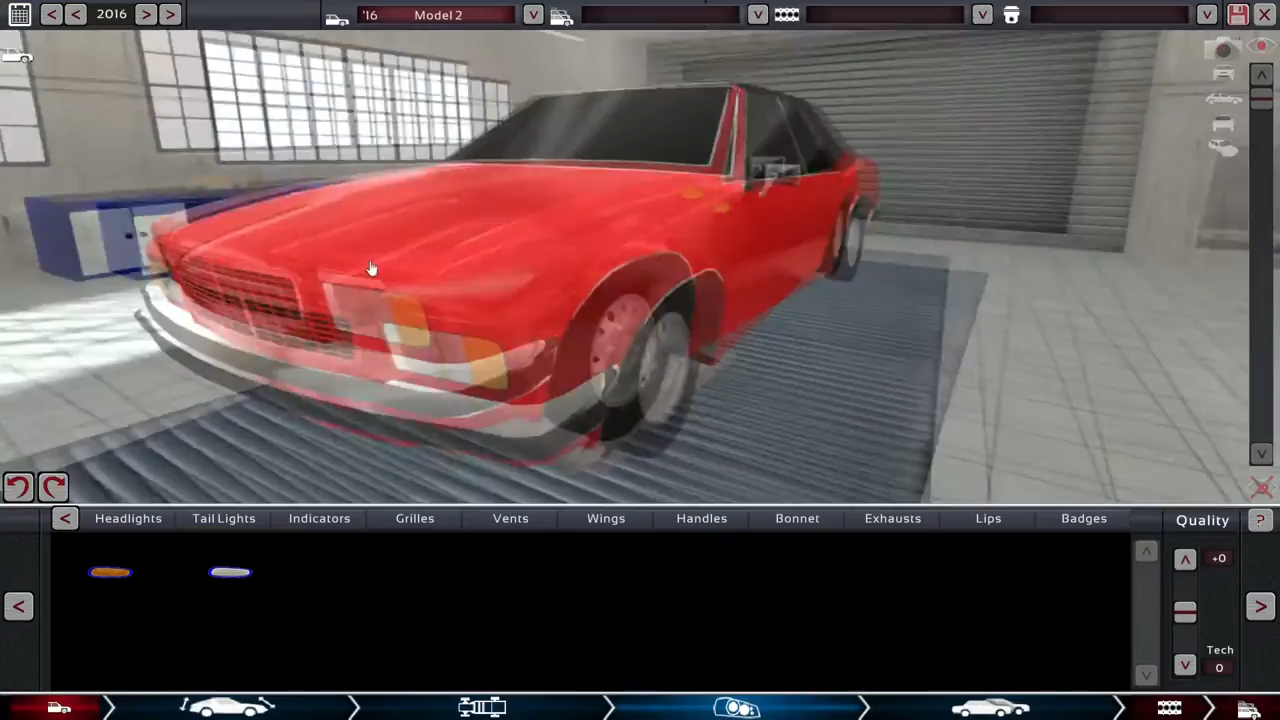 2016
'16 Model 2
Headlights Tail Lights Indicators Grilles Vents Wings Handles Bonnet Exhausts Lips Badges
Quality ?
+0
Tech
0